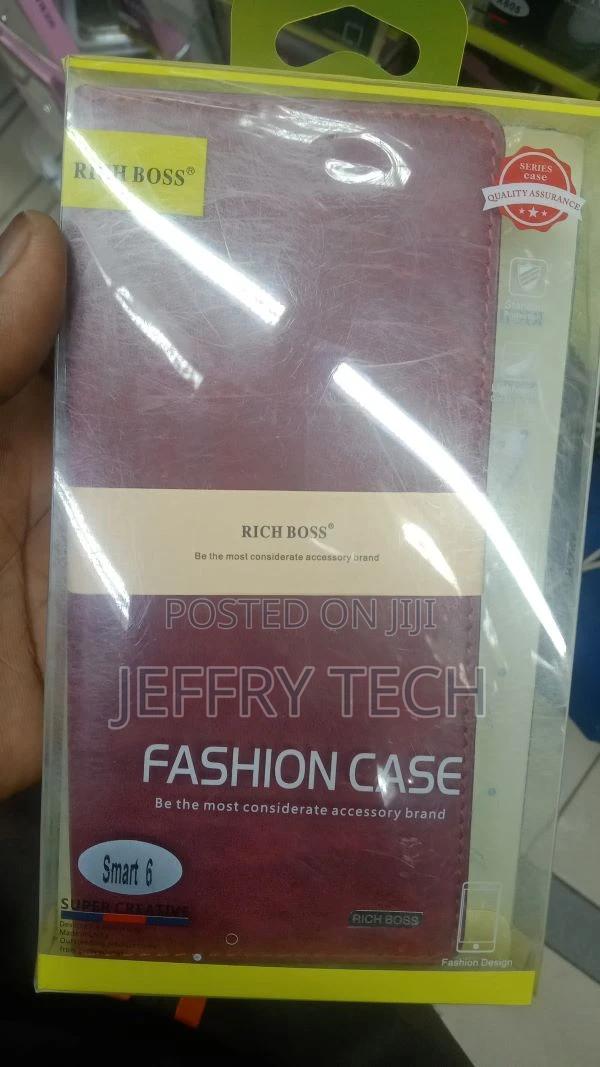 RICH BOSS®
SERIES
case
QUALITY ASSURANCE
RICH BOSS®
Be the most considerate accessory brand
POSTED ON JIJI
JEFFRY TECH
FASHION CASE
Be the most considerate accessory brand
Smart 6
SUPER CREATIVE
RICH BOSS
Fashion Design